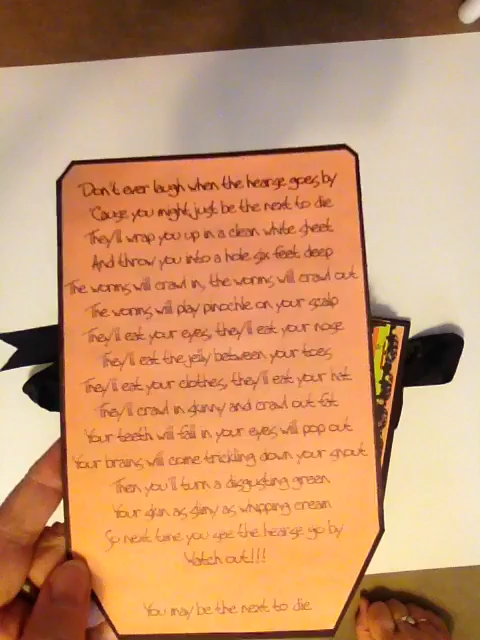 Don't ever laugh when the hearse goes by
'Cause you might just be the next to die
They'll wrap you up in a clean white sheet
And throw you into a hole six feet deep
The worms will crawl in, the worms will crawl out
The worms will play pinochle on your scalp
They'll eat your eyes, they'll eat your nose
They'll eat the jelly between your toes
They'll eat your clothes, they'll eat your hat
They'll crawl in skinny and crawl out fat
Your teeth will fall in your eyes will pop out
Your brains will come trickling down your snout
Then you'll turn a disgusting green
Your skin as slimy as whipping cream
So next time you see the hearse go by
Watch out!!!
You may be the next to die